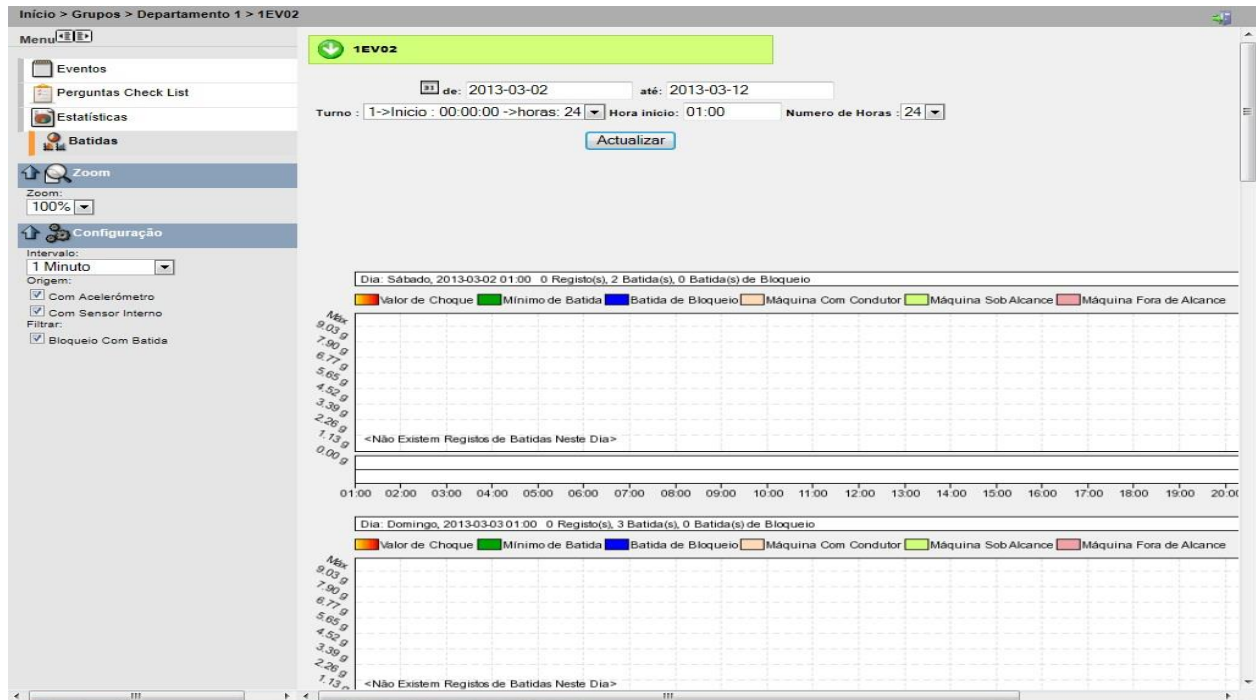 Início > Grupos > Departamento 1 > 1EV02
Menu
Eventos
Perguntas Check List
Estatísticas
Batidas
Zoom
Zoom:
100%
Configuração
Intervalo:
1 Minuto
Origem:
Com Acelerómetro
Com Sensor Interno
Filtrar:
Bloqueio Com Batida
1EV02
31 de: 2013-03-02 até: 2013-03-12
Turno : 1->Inicio : 00:00:00 ->horas: 24 Hora inicio: 01:00 Numero de Horas : 24
Actualizar
Dia: Sábado, 2013-03-02 01:00 0 Registo(s), 2 Batida(s), 0 Batida(s) de Bloqueio
Valor de Choque Mínimo de Batida Batida de Bloqueio Máquina Com Condutor Máquina Sob Alcance Máquina Fora de Alcance
Máx
9.03 g
7.90 g
6.77 g
5.65 g
4.52 g
3.39 g
2.26 g
1.13 g
0.00 g
<Não Existem Registos de Batidas Neste Dia>
01:00 02:00 03:00 04:00 05:00 06:00 07:00 08:00 09:00 10:00 11:00 12:00 13:00 14:00 15:00 16:00 17:00 18:00 19:00 20:00
Dia: Domingo, 2013-03-03 01:00 0 Registo(s), 3 Batida(s), 0 Batida(s) de Bloqueio
Valor de Choque Mínimo de Batida Batida de Bloqueio Máquina Com Condutor Máquina Sob Alcance Máquina Fora de Alcance
Máx
9.03 g
7.90 g
6.77 g
5.65 g
4.52 g
3.39 g
2.26 g
1.13 g
<Não Existem Registos de Batidas Neste Dia>